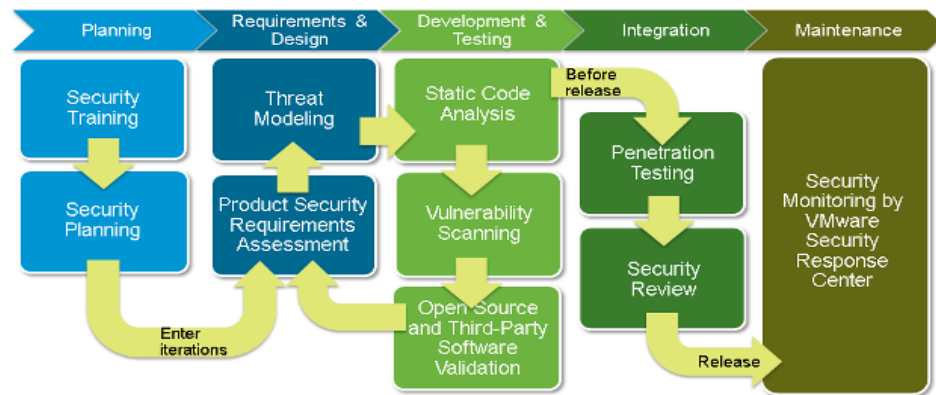 Planning
Requirements &
Design
Development &
Testing
Integration
Maintenance
Security
Training
Security
Planning
Enter
iterations
Threat
Modeling
Product Security
Requirements
Assessment
Static Code
Analysis
Vulnerability
Scanning
Open Source
and Third-Party
Software
Validation
Before
release
Penetration
Testing
Security
Review
Release
Security
Monitoring by
VMware
Security
Response
Center